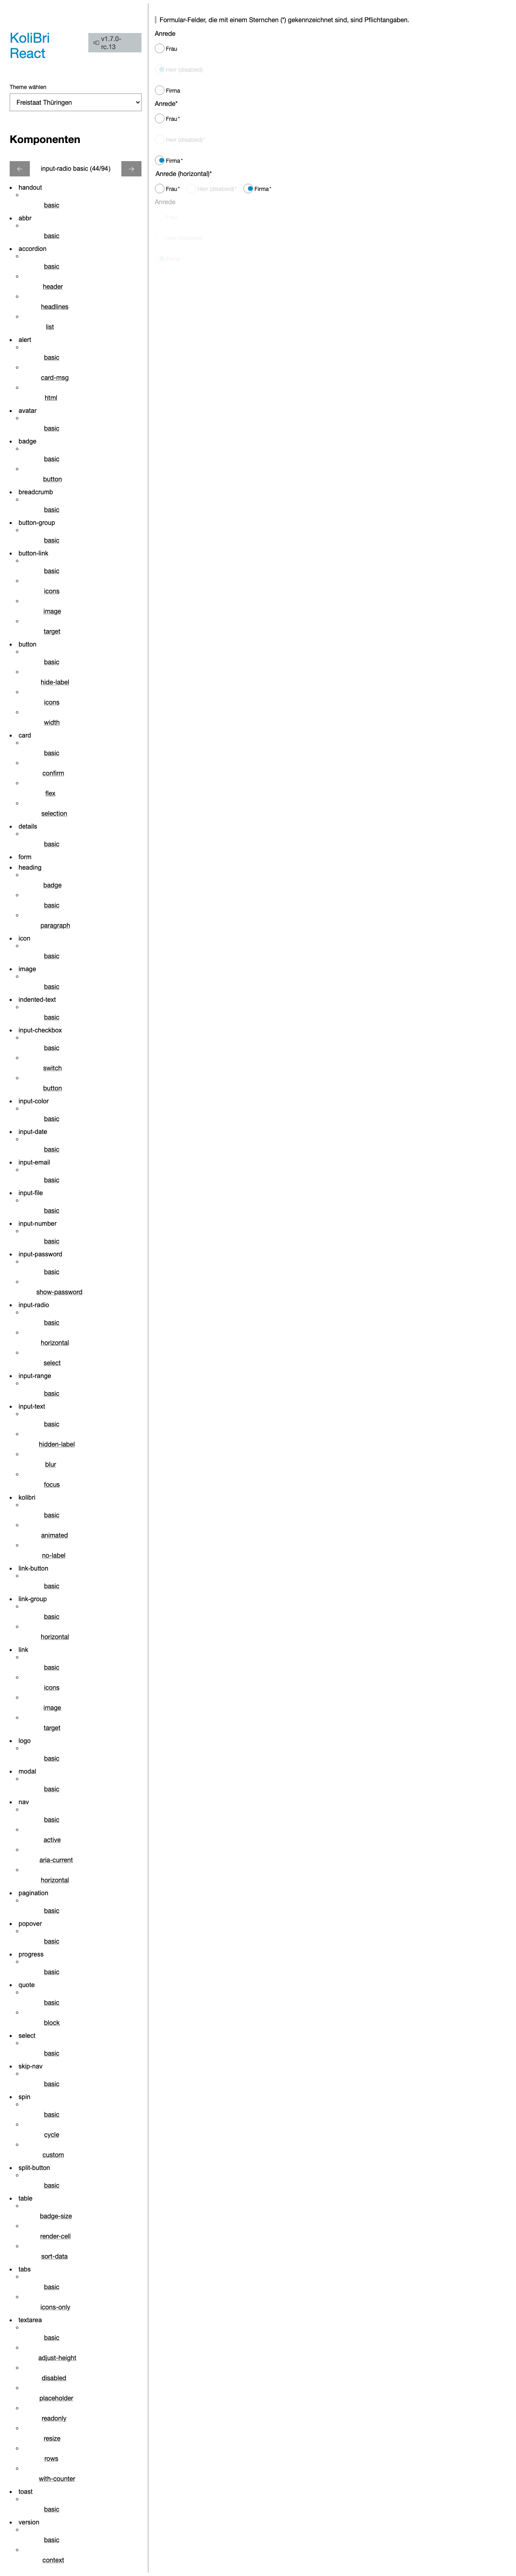 KoliBri
React
v1.7.0-
rc.13
Theme wählen
Freistaat Thüringen
Komponenten
input-radio basic (44/94)
handout
basic
abbr
basic
accordion
basic
header
headlines
list
alert
basic
card-msg
html
avatar
basic
badge
basic
button
breadcrumb
basic
button-group
basic
button-link
basic
icons
image
target
button
basic
hide-label
icons
width
card
basic
confirm
flex
selection
details
basic
form
heading
badge
basic
paragraph
icon
basic
image
basic
indented-text
basic
input-checkbox
basic
switch
button
input-color
basic
input-date
basic
input-email
basic
input-file
basic
input-number
basic
input-password
basic
show-password
input-radio
basic
horizontal
select
input-range
basic
input-text
basic
hidden-label
blur
focus
kolibri
basic
animated
no-label
link-button
basic
link-group
basic
horizontal
link
basic
icons
image
target
logo
basic
modal
basic
nav
basic
active
aria-current
horizontal
pagination
basic
popover
basic
progress
basic
quote
basic
block
select
basic
skip-nav
basic
spin
basic
cycle
custom
split-button
basic
table
badge-size
render-cell
sort-data
tabs
basic
icons-only
textarea
basic
adjust-height
disabled
placeholder
readonly
resize
rows
with-counter
toast
basic
version
basic
context
Formular-Felder, die mit einem Sternchen (*) gekennzeichnet sind, sind Pflichtangaben.
Anrede
Frau
Herr (disabled)
Firma
Anrede*
Frau*
Herr (disabled)*
Firma*
Anrede (horizontal)*
Frau* Herr (disabled)* Firma*
Anrede